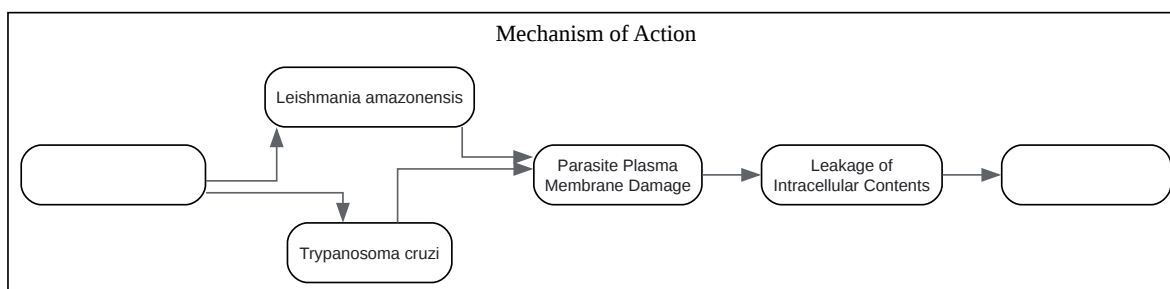 Mechanism of Action
Leishmania amazonensis
Parasite Plasma
Membrane Damage
Leakage of
Intracellular Contents
Trypanosoma cruzi